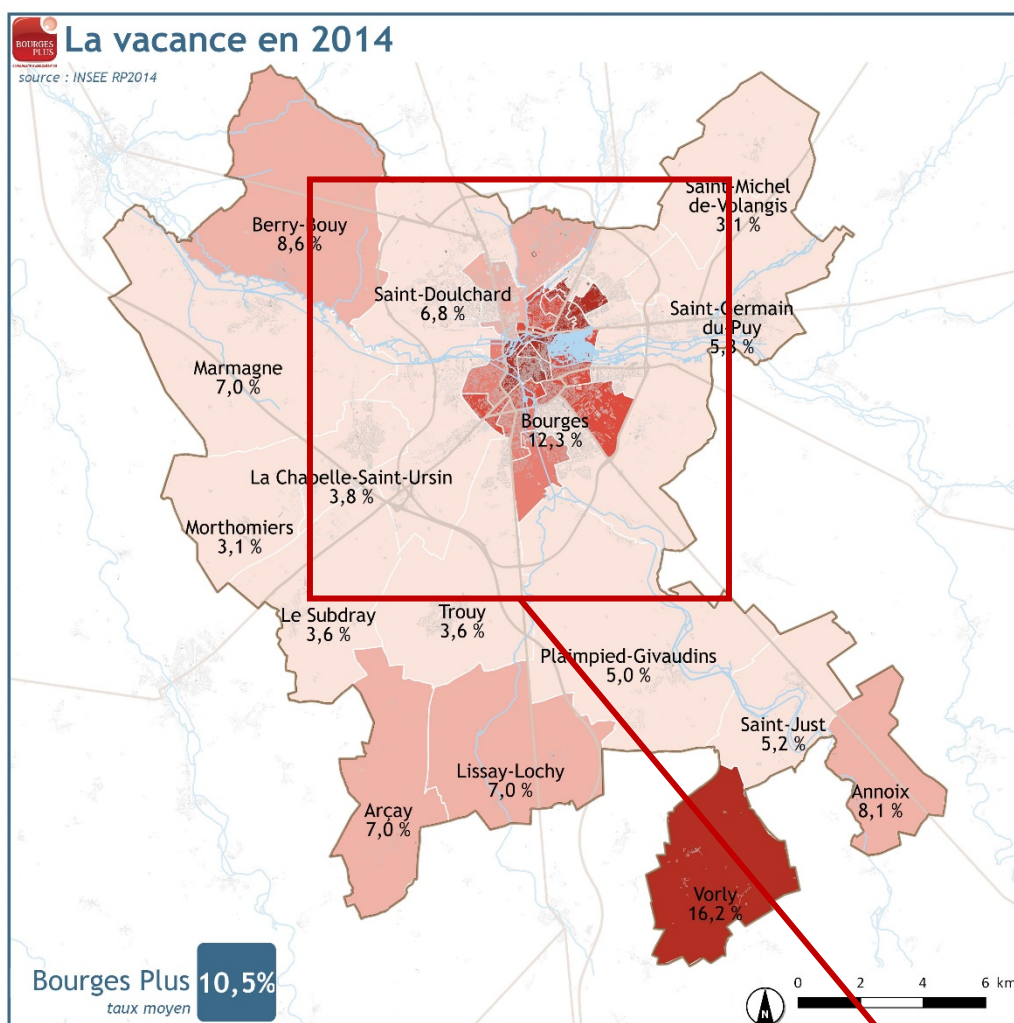 BOURGES
PLUS
La vacance en 2014
source : INSEE RP2014
Saint-Michel
de-Volangis
3,1 %
Berry-Bouy
8,6 %
Saint-Doulchard
6,8 %
Saint-Germain
du-Puy
5,3 %
Marmagne
7,0 %
Bourges
12,3 %
La Chapelle-Saint-Ursin
3,8 %
Morthomiers
3,1 %
Le Subdray
3,6 %
Trouy
3,6 %
Plaimpied-Givaudins
5,0 %
Saint-Just
5,2 %
Lissay-Lochy
7,0 %
Annoix
8,1 %
Arçay
7,0 %
Vorly
16,2 %
Bourges Plus 10,5%
taux moyen
N
0 2 4 6 km